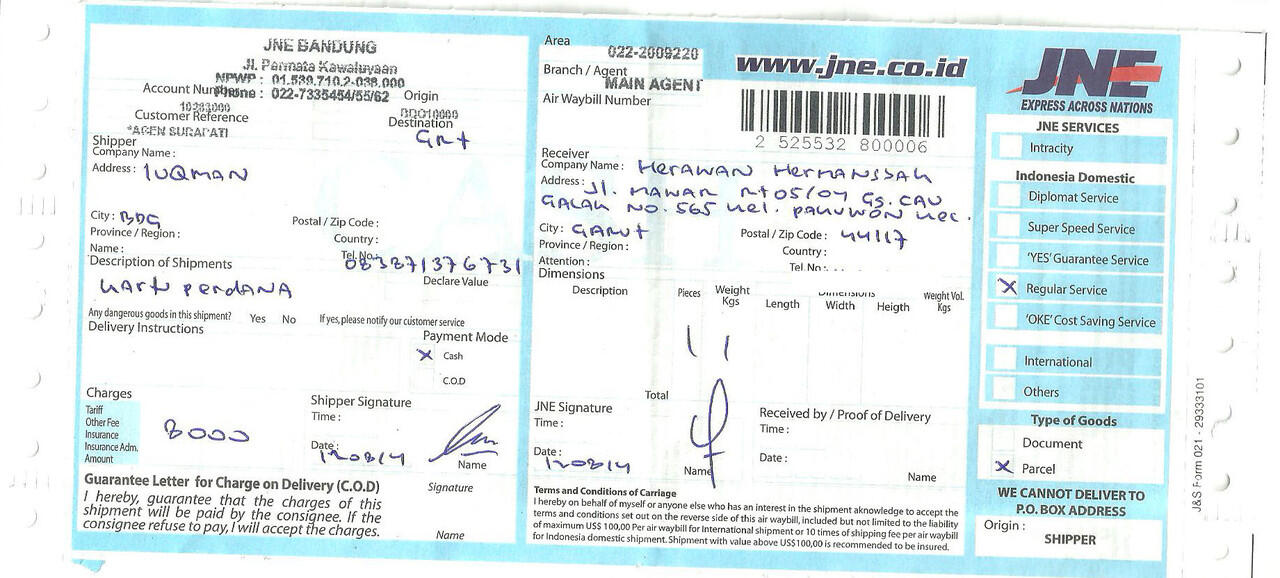 JNE BANDUNG
Jl. Permata Kawaluyaan
NPWP : 01.539.710.2-038.000
Phone : 022-7335454/55/62
Account Number
10283000
Customer Reference
*AGEN SURAPATI
Origin
BDO10000
Destination
GRT
Shipper
Company Name :
Address : LUQMAN
City : BDG
Province / Region :
Name :
Postal / Zip Code :
Country :
Tel. No. 083871376731
Description of Shipments
Kartu perdana
Declare Value
Any dangerous goods in this shipment? Yes No If yes, please notify our customer service
Delivery Instructions
Payment Mode
X Cash
C.O.D
Charges
Tariff
Other Fee
Insurance
Insurance Adm.
Amount
8000
Shipper Signature
Time :
Date : 120814
Name
Guarantee Letter for Charge on Delivery (C.O.D)
I hereby, guarantee that the charges of this
shipment will be paid by the consignee. If the
consignee refuse to pay, I will accept the charges.
Signature
Name
Area
022-2009220
Branch / Agent
MAIN AGENT
Air Waybill Number
www.jne.co.id
2 525532 800006
Receiver
Company Name : HERAWAN HERMANSSAH
Address : Jl. MAWAR Rt 05/04 GG. CAU
GALAH NO. 565 Kel. PAKUWON Kec.
City : GARUT
Province / Region :
Attention :
Postal / Zip Code : 44117
Country :
Tel. No :
Dimensions
Description
Pieces
Weight
Kgs
Dimensions
Length Width Heigth
Weight Vol.
Kgs
1 1
Total
JNE Signature
Time :
Date : 120814
Name
Received by / Proof of Delivery
Time :
Date :
Name
Terms and Conditions of Carriage
I hereby on behalf of myself or anyone else who has an interest in the shipment aknowledge to accept the
terms and conditions set out on the reverse side of this air waybill, included but not limited to the liability
of maximum US$ 100,00 Per air waybill for International shipment or 10 times of shipping fee per air waybill
for Indonesia domestic shipment. Shipment with value above US$100,00 is recommended to be insured.
JNE
EXPRESS ACROSS NATIONS
JNE SERVICES
Intracity
Indonesia Domestic
Diplomat Service
Super Speed Service
'YES' Guarantee Service
X Regular Service
'OKE' Cost Saving Service
International
Others
Type of Goods
Document
X Parcel
WE CANNOT DELIVER TO
P.O. BOX ADDRESS
Origin :
SHIPPER
J&S Form 021 - 29333101